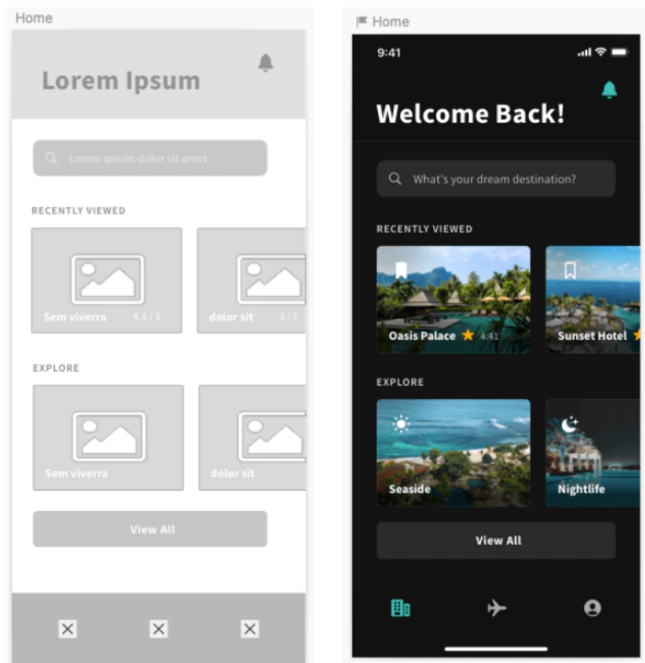 Home
Lorem Ipsum
Lorem ipsum dolor sit amet
RECENTLY VIEWED
Sem viverra 4.5 / 5
dolor sit 3 / 5
EXPLORE
Sem viverra
dolor sit
View All
Home
9:41
Welcome Back!
What's your dream destination?
RECENTLY VIEWED
Oasis Palace 4.41
Sunset Hotel
EXPLORE
Seaside
Nightlife
View All